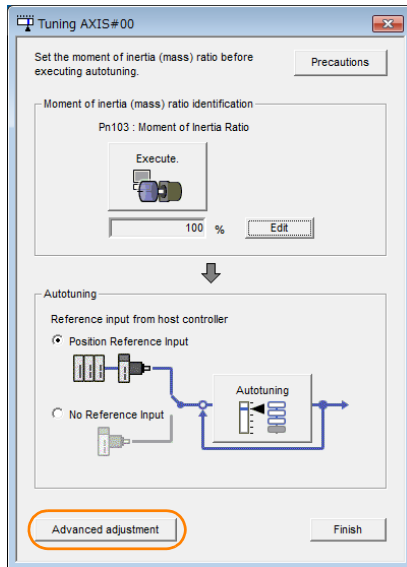 Tuning AXIS#00
Set the moment of inertia (mass) ratio before
executing autotuning.
Precautions
Moment of inertia (mass) ratio identification
Pn103 : Moment of Inertia Ratio
Execute.
100 % Edit
Autotuning
Reference input from host controller
Position Reference Input
Autotuning
No Reference Input
Advanced adjustment
Finish